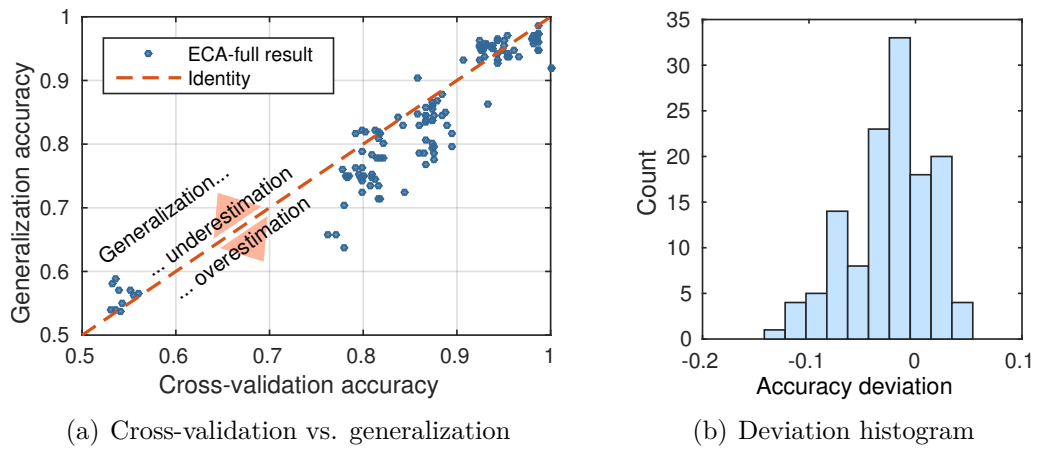 1
0.9
0.8
0.7
0.6
0.5
0.5
0.6
0.7
0.8
0.9
1
Generalization accuracy
Cross-validation accuracy
ECA-full result
Identity
Generalization...
... underestimation
... overestimation
(a) Cross-validation vs. generalization
35
30
25
20
15
10
5
0
-0.2
-0.1
0
0.1
Count
Accuracy deviation
(b) Deviation histogram